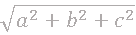 √(a² + b² + c²)